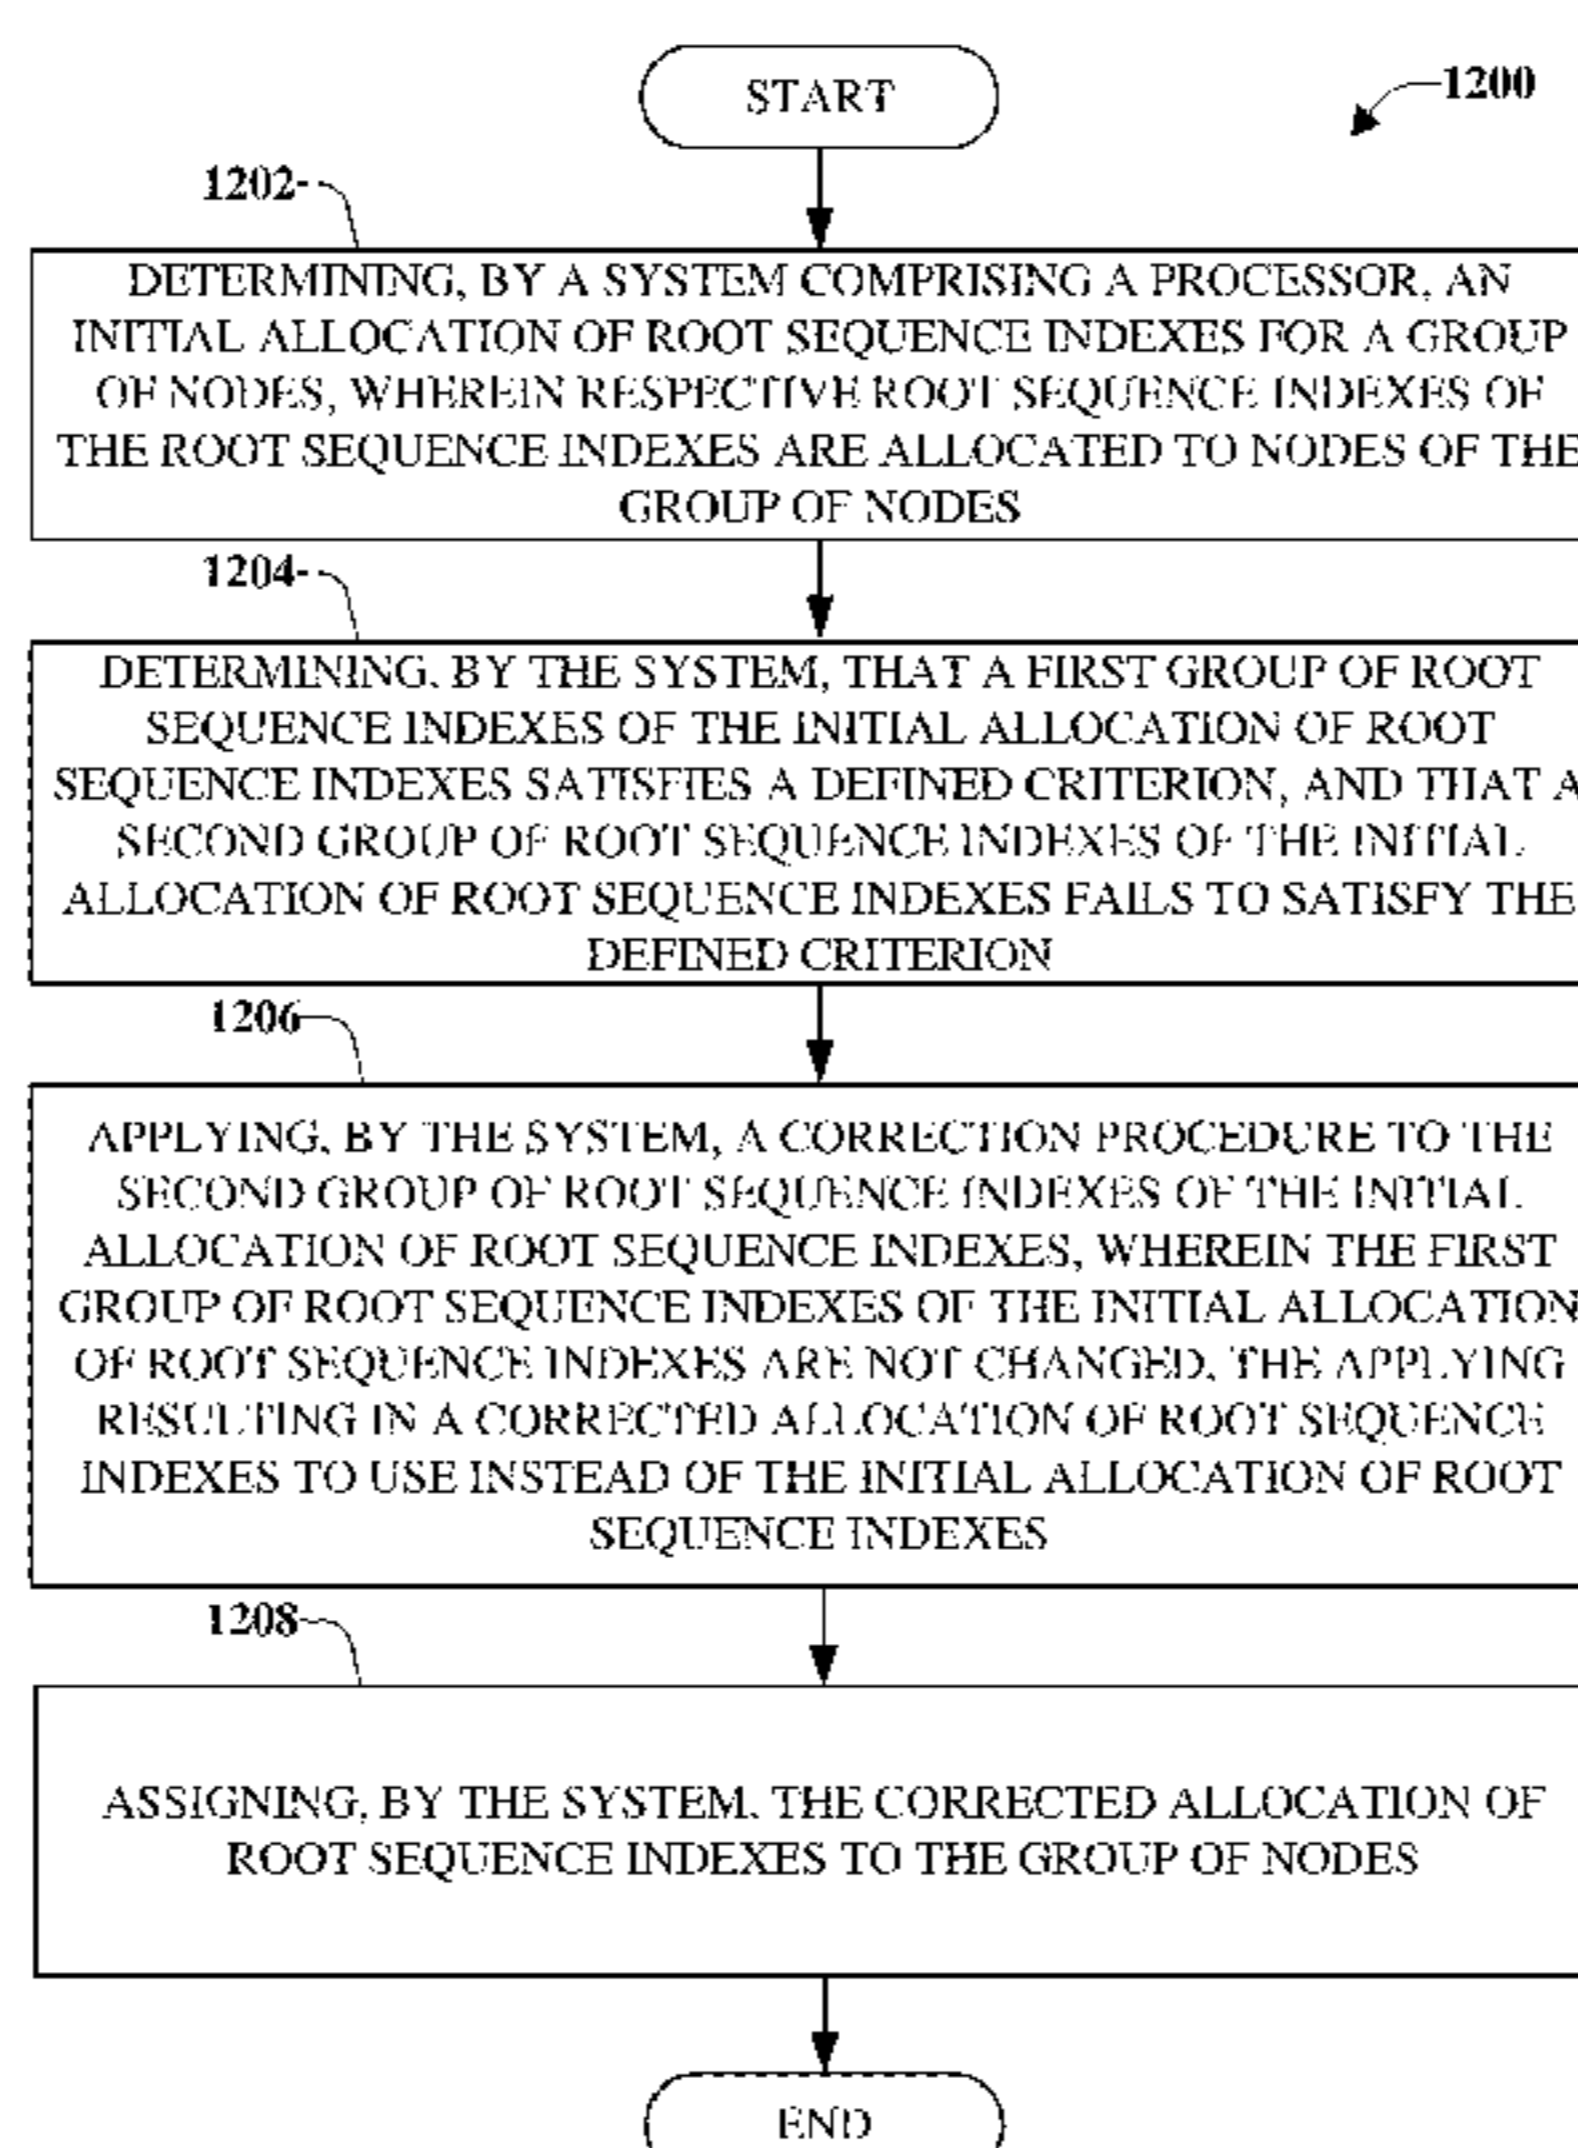 START
1200
1202
DETERMINING, BY A SYSTEM COMPRISING A PROCESSOR, AN
INITIAL ALLOCATION OF ROOT SEQUENCE INDEXES FOR A GROUP
OF NODES, WHEREIN RESPECTIVE ROOT SEQUENCE INDEXES OF
THE ROOT SEQUENCE INDEXES ARE ALLOCATED TO NODES OF THE
GROUP OF NODES
1204
DETERMINING, BY THE SYSTEM, THAT A FIRST GROUP OF ROOT
SEQUENCE INDEXES OF THE INITIAL ALLOCATION OF ROOT
SEQUENCE INDEXES SATISFIES A DEFINED CRITERION, AND THAT A
SECOND GROUP OF ROOT SEQUENCE INDEXES OF THE INITIAL
ALLOCATION OF ROOT SEQUENCE INDEXES FAILS TO SATISFY THE
DEFINED CRITERION
1206
APPLYING, BY THE SYSTEM, A CORRECTION PROCEDURE TO THE
SECOND GROUP OF ROOT SEQUENCE INDEXES OF THE INITIAL
ALLOCATION OF ROOT SEQUENCE INDEXES, WHEREIN THE FIRST
GROUP OF ROOT SEQUENCE INDEXES OF THE INITIAL ALLOCATION
OF ROOT SEQUENCE INDEXES ARE NOT CHANGED, THE APPLYING
RESULTING IN A CORRECTED ALLOCATION OF ROOT SEQUENCE
INDEXES TO USE INSTEAD OF THE INITIAL ALLOCATION OF ROOT
SEQUENCE INDEXES
1208
ASSIGNING, BY THE SYSTEM, THE CORRECTED ALLOCATION OF
ROOT SEQUENCE INDEXES TO THE GROUP OF NODES
END